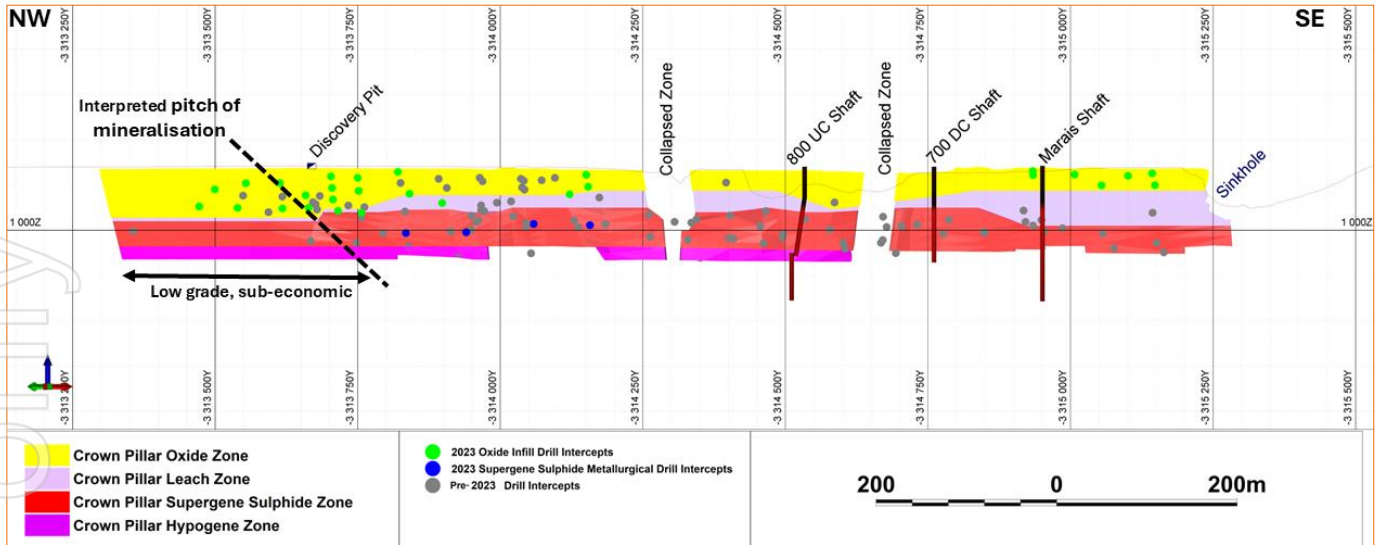 NW
SE
-3 313 250Y
-3 313 500Y
-3 313 750Y
-3 314 000Y
-3 314 250Y
-3 314 500Y
-3 314 750Y
-3 315 000Y
-3 315 250Y
-3 315 500Y
Interpreted pitch of
mineralisation
Discovery Pit
Collapsed Zone
800 UC Shaft
Collapsed Zone
700 DC Shaft
Marais Shaft
Sinkhole
1 000Z
1 000Z
Low grade, sub-economic
-3 313 500Y
-3 313 750Y
-3 314 000Y
-3 314 250Y
-3 314 500Y
-3 314 750Y
-3 315 000Y
-3 315 250Y
-3 315 500Y
Crown Pillar Oxide Zone
Crown Pillar Leach Zone
Crown Pillar Supergene Sulphide Zone
Crown Pillar Hypogene Zone
2023 Oxide Infill Drill Intercepts
2023 Supergene Sulphide Metallurgical Drill Intercepts
Pre-2023 Drill Intercepts
200 0 200m